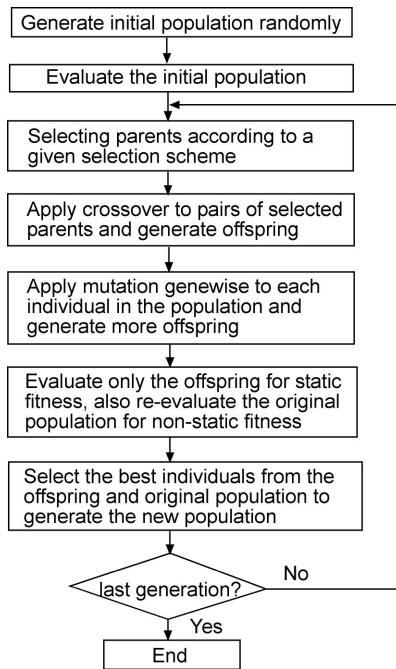 Generate initial population randomly
Evaluate the initial population
Selecting parents according to a
given selection scheme
Apply crossover to pairs of selected
parents and generate offspring
Apply mutation genewise to each
individual in the population and
generate more offspring
Evaluate only the offspring for static
fitness, also re-evaluate the original
population for non-static fitness
Select the best individuals from the
offspring and original population to
generate the new population
last generation?
No
Yes
End